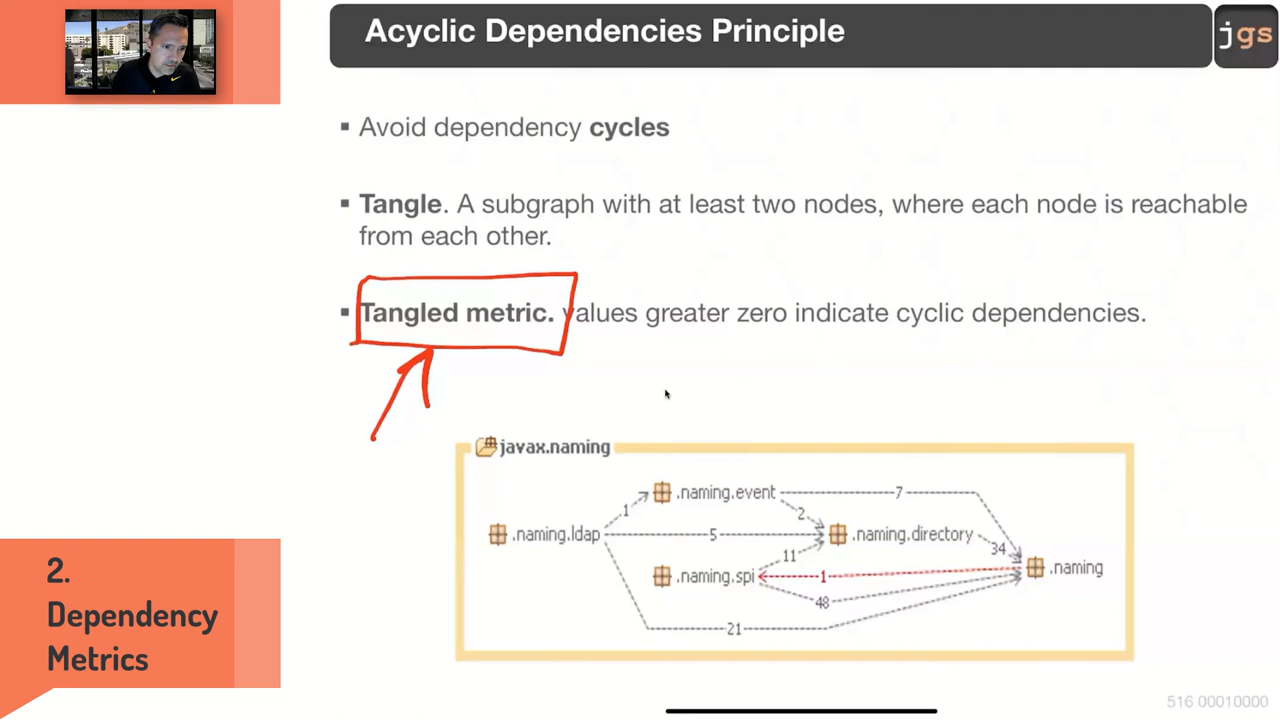 Acyclic Dependencies Principle
jgs
▪ Avoid dependency cycles
▪ Tangle. A subgraph with at least two nodes, where each node is reachable
from each other.
▪ Tangled metric. values greater zero indicate cyclic dependencies.
javax.naming
.naming.event
7
1
2
.naming.ldap
5
.naming.directory
34
11
.naming.spi
1
.naming
48
21
2.
Dependency
Metrics
516 00010000